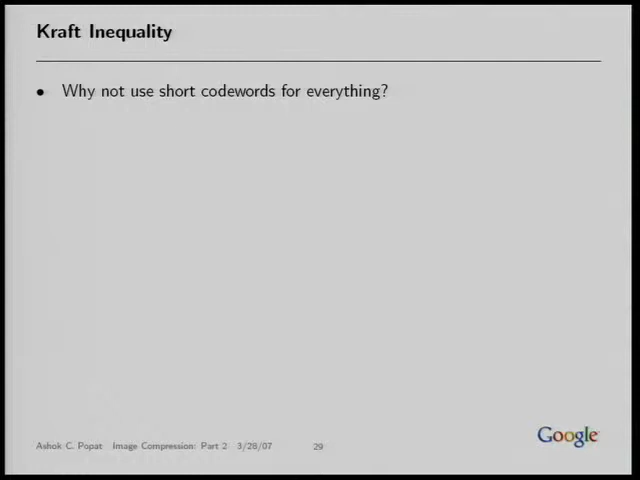 Kraft Inequality
• Why not use short codewords for everything?
Ashok C. Popat Image Compression: Part 2 3/28/07 29
Google